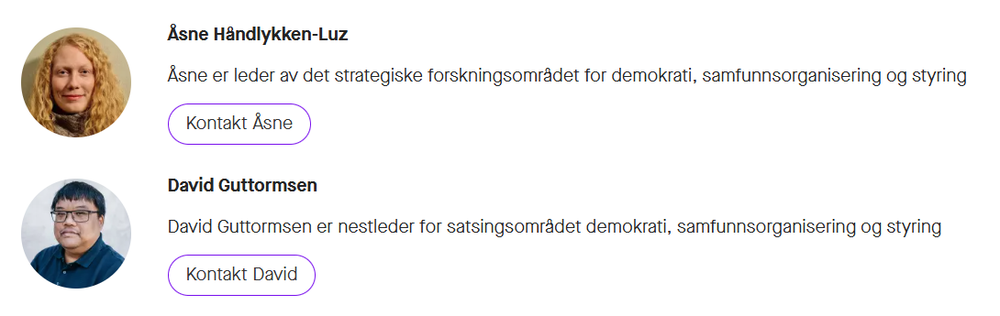 Åsne Håndlykken-Luz
Åsne er leder av det strategiske forskningsområdet for demokrati, samfunnsorganisering og styring
Kontakt Åsne
David Guttormsen
David Guttormsen er nestleder for satsingsområdet demokrati, samfunnsorganisering og styring
Kontakt David